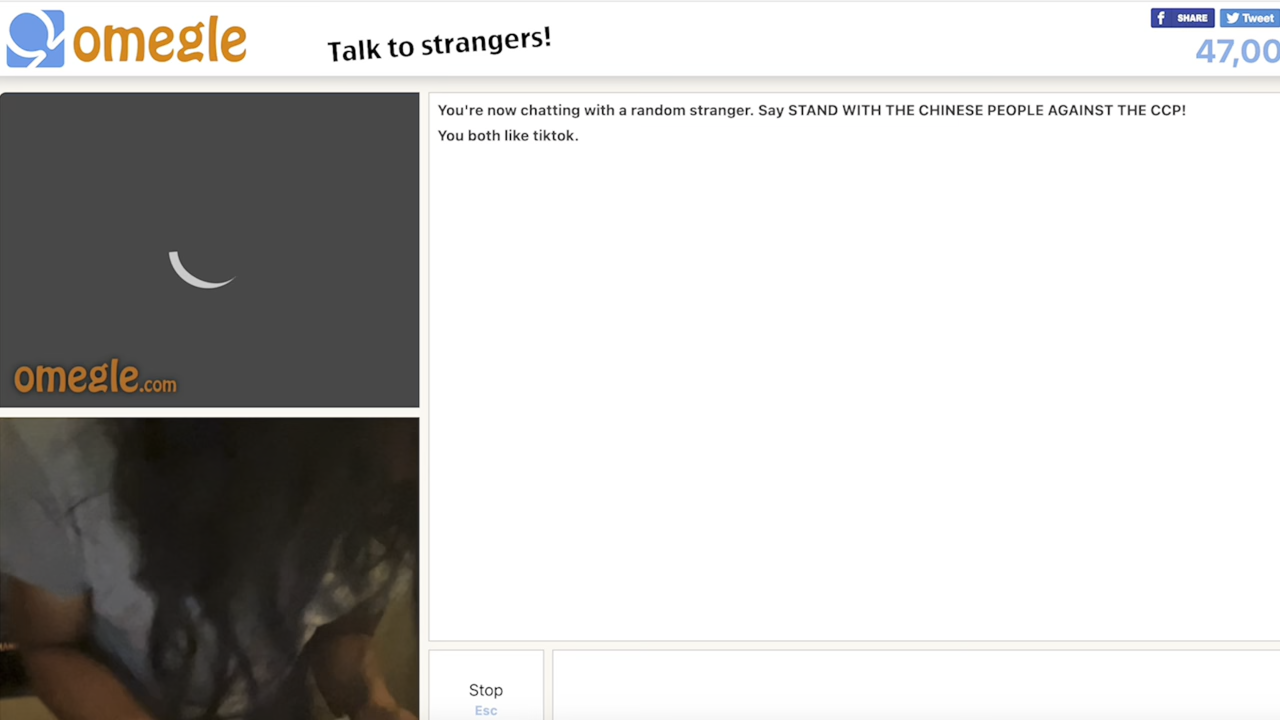 omegle
Talk to strangers!
SHARE
Tweet
47,00
You're now chatting with a random stranger. Say STAND WITH THE CHINESE PEOPLE AGAINST THE CCP!
You both like tiktok.
omegle.com
Stop
Esc